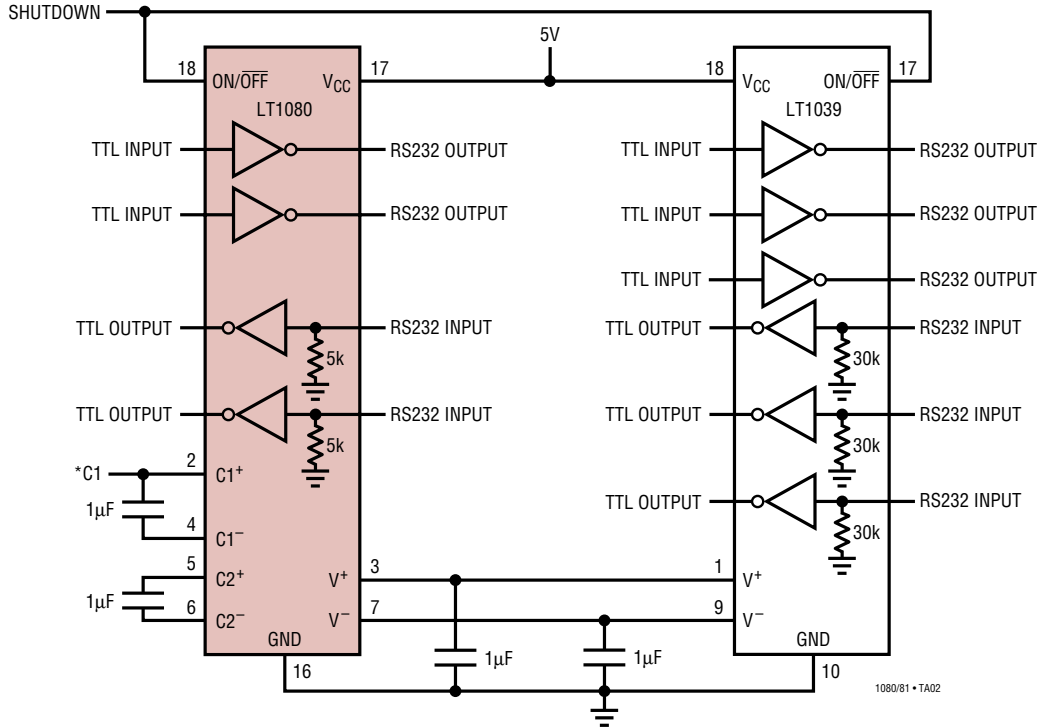 SHUTDOWN
5V
18 ON/OFF VCC 17
18 VCC ON/OFF 17
LT1080
LT1039
TTL INPUT RS232 OUTPUT
TTL INPUT RS232 OUTPUT
TTL INPUT RS232 OUTPUT
TTL INPUT RS232 OUTPUT
TTL INPUT RS232 OUTPUT
TTL OUTPUT RS232 INPUT
5k
TTL OUTPUT RS232 INPUT
30k
TTL OUTPUT RS232 INPUT
5k
TTL OUTPUT RS232 INPUT
30k
TTL OUTPUT RS232 INPUT
30k
*C1 2 C1+
1µF
4 C1−
5 C2+
1µF
6 C2−
V+ 3
1 V+
V− 7
9 V−
GND
16
GND
10
1µF
1µF
1080/81 • TA02